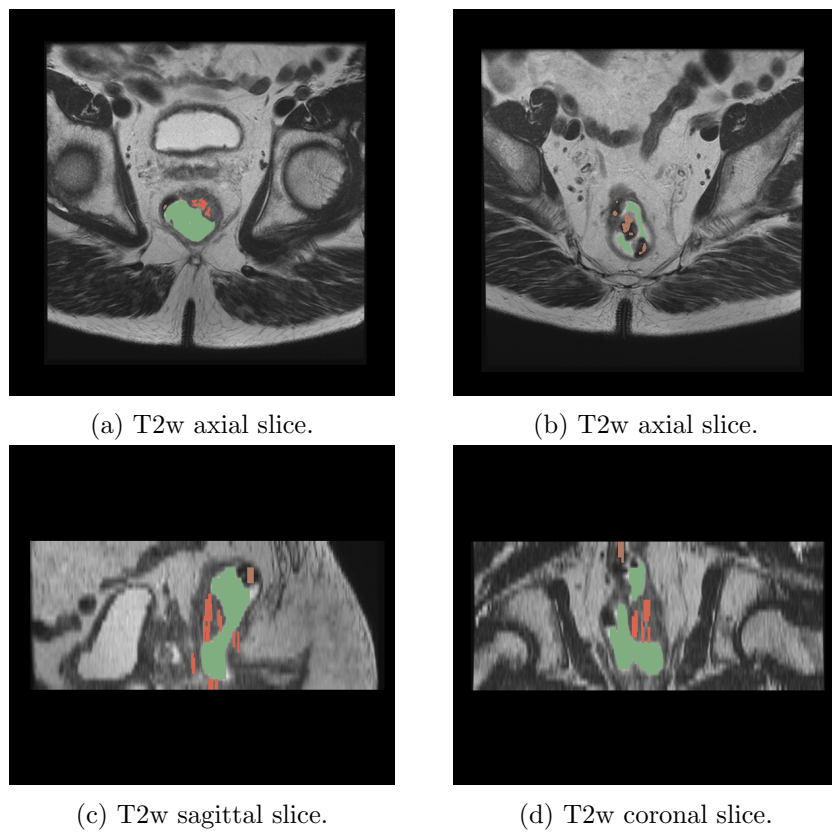 (a) T2w axial slice.
(b) T2w axial slice.
(c) T2w sagittal slice.
(d) T2w coronal slice.